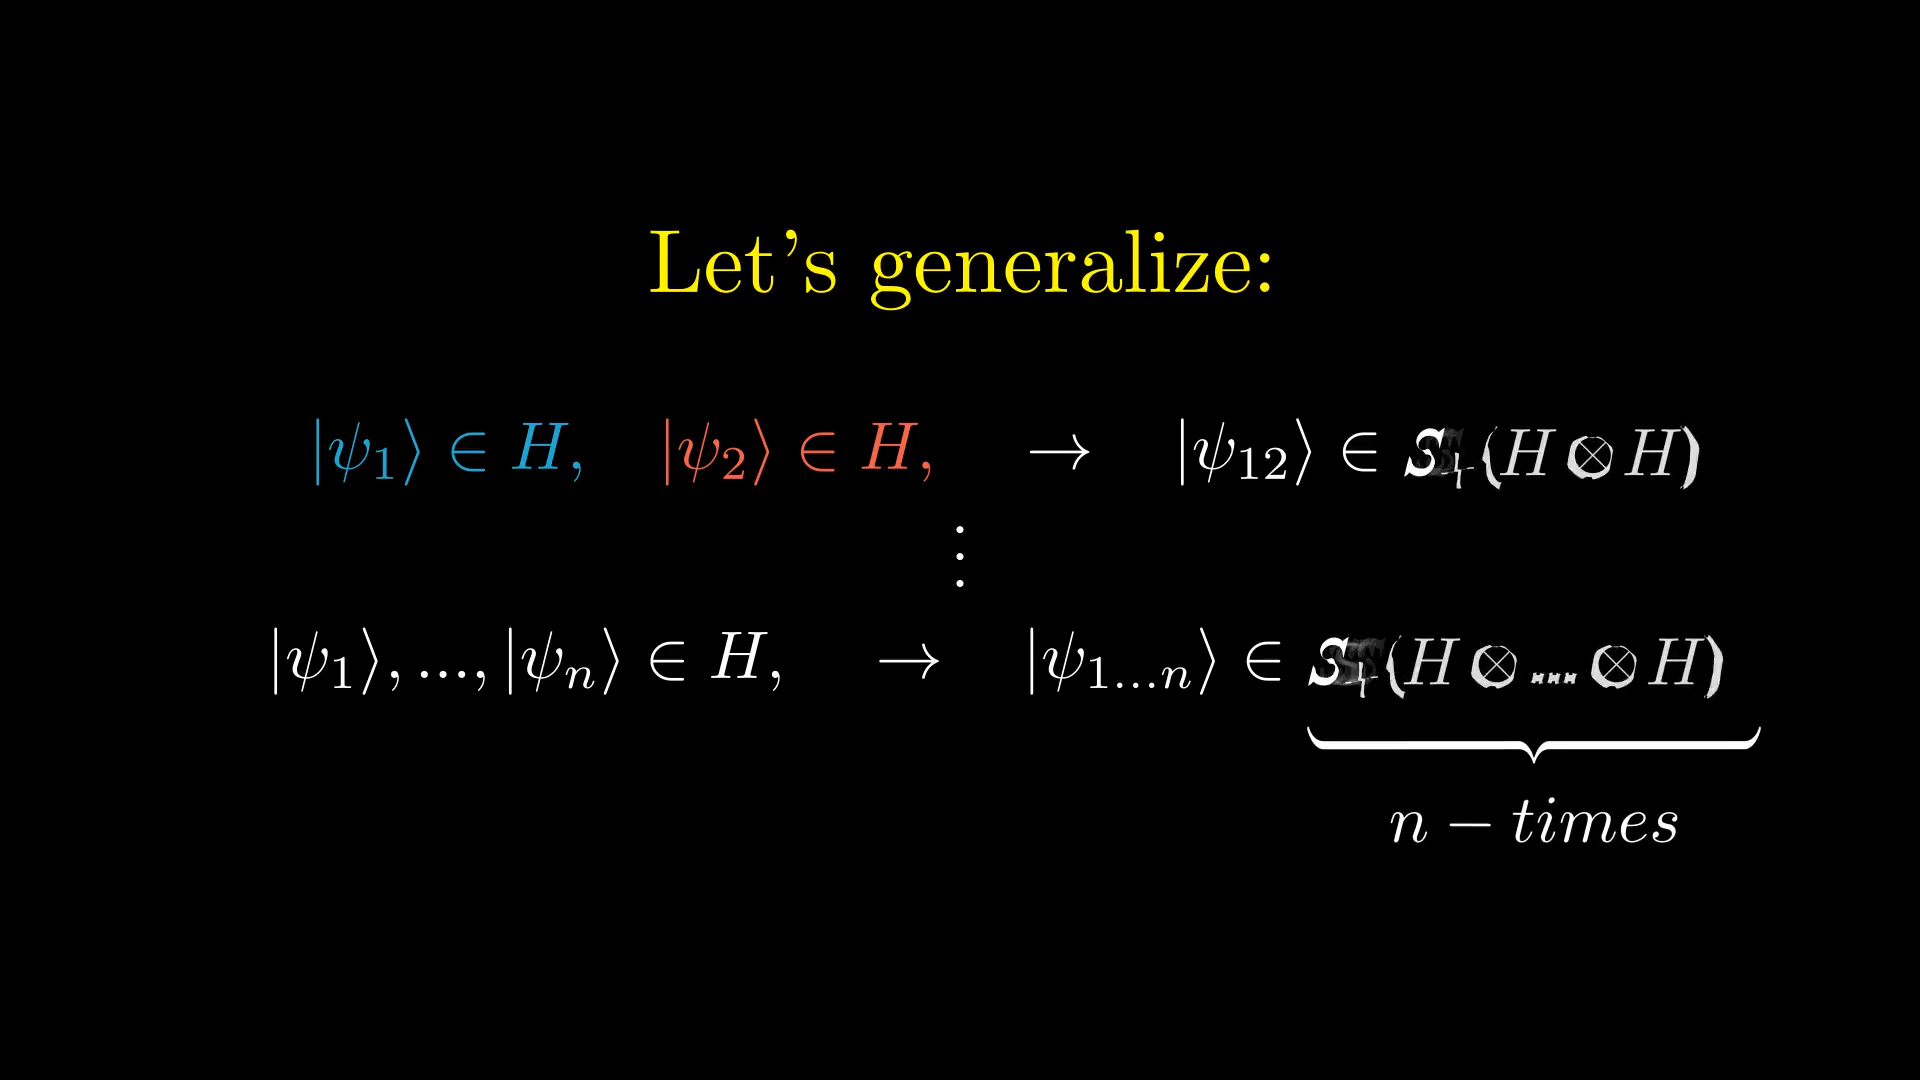 Let's generalize:
|ψ₁⟩ ∈ H, |ψ₂⟩ ∈ H, → |ψ₁₂⟩ ∈ (H ⊗ H)
⋮
|ψ₁⟩, ..., |ψₙ⟩ ∈ H, → |ψ₁...ₙ⟩ ∈ (H ⊗ ... ⊗ H)
n − times